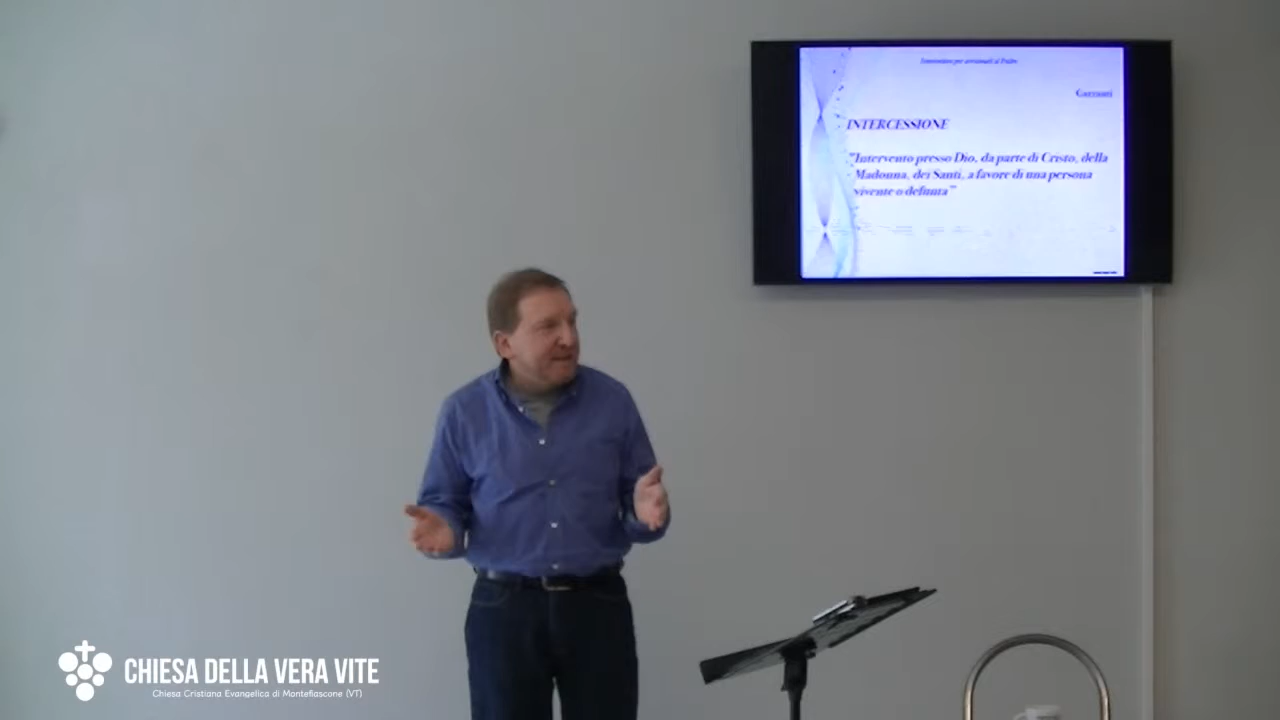 Garzanti
INTERCESSIONE
"Intervento presso Dio, da parte di Cristo, della
Madonna, dei Santi, a favore di una persona
vivente o defunta"
CHIESA DELLA VERA VITE
Chiesa Cristiana Evangelica di Montefiascone (VT)